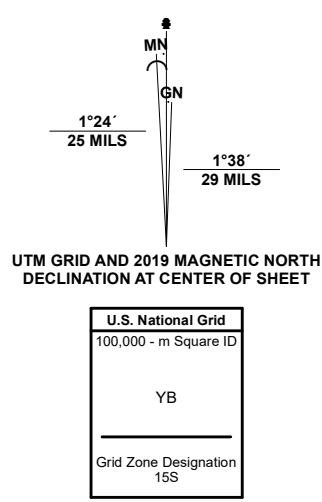 MN
GN
1°24´
25 MILS
1°38´
29 MILS
UTM GRID AND 2019 MAGNETIC NORTH
DECLINATION AT CENTER OF SHEET
U.S. National Grid
100,000 - m Square ID
YB
Grid Zone Designation
15S